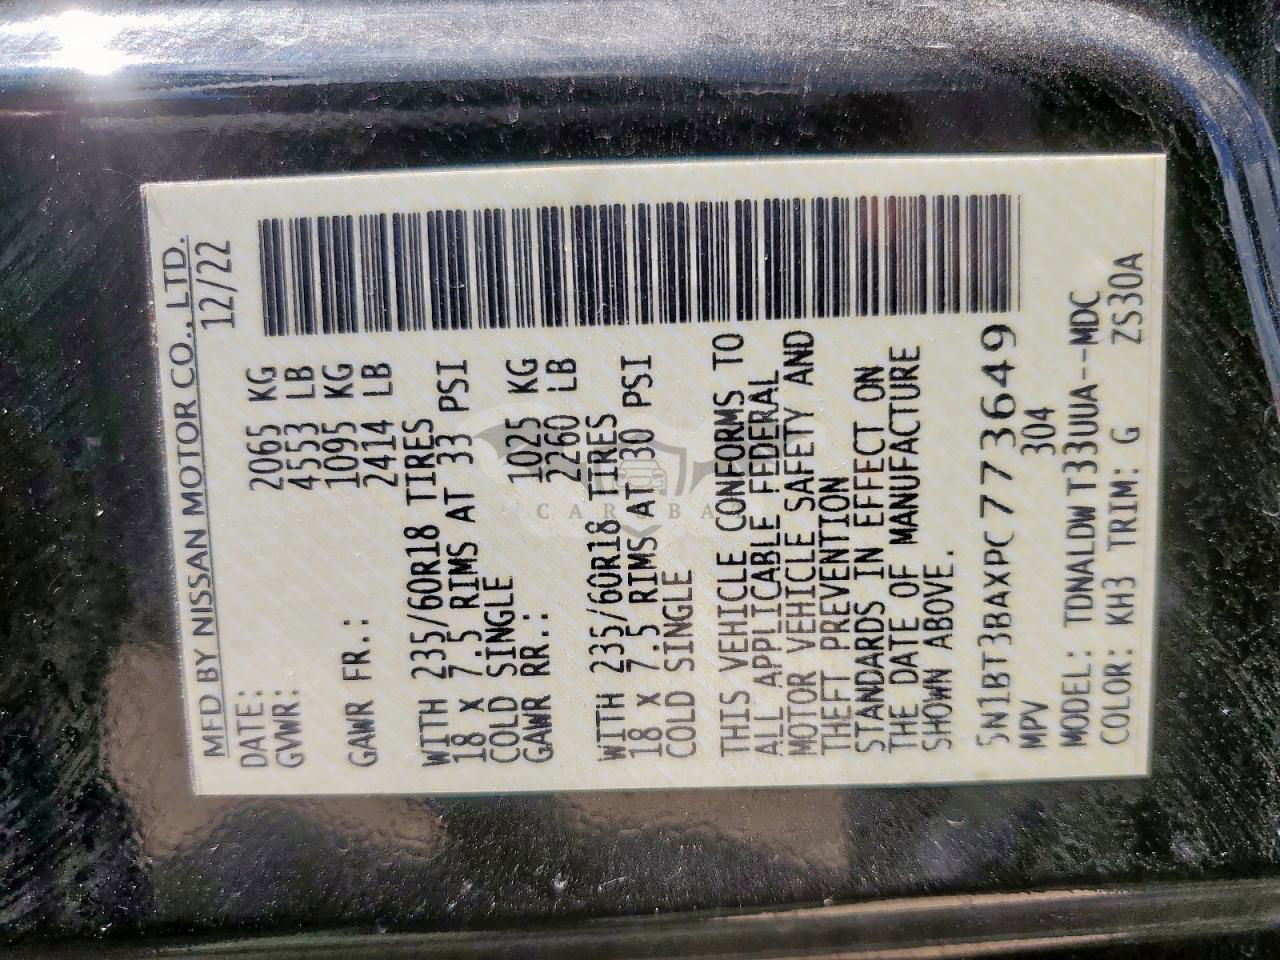 MFD BY NISSAN MOTOR CO., LTD.
DATE: 12/22
GVWR: 2065 KG
4553 LB
GAWR FR.: 1095 KG
2414 LB
WITH 235/60R18 TIRES
18 X 7.5 RIMS AT 33 PSI
COLD SINGLE
GAWR RR.: 1025 KG
2260 LB
WITH 235/60R18 TIRES
18 X 7.5 RIMS AT 30 PSI
COLD SINGLE
THIS VEHICLE CONFORMS TO
ALL APPLICABLE FEDERAL
MOTOR VEHICLE SAFETY AND
THEFT PREVENTION
STANDARDS IN EFFECT ON
THE DATE OF MANUFACTURE
SHOWN ABOVE.
5N1BT3BAXPC773649
MPV 304
MODEL: TDNALDW T33UUA--MDC
COLOR: KH3 TRIM: G ZS30A